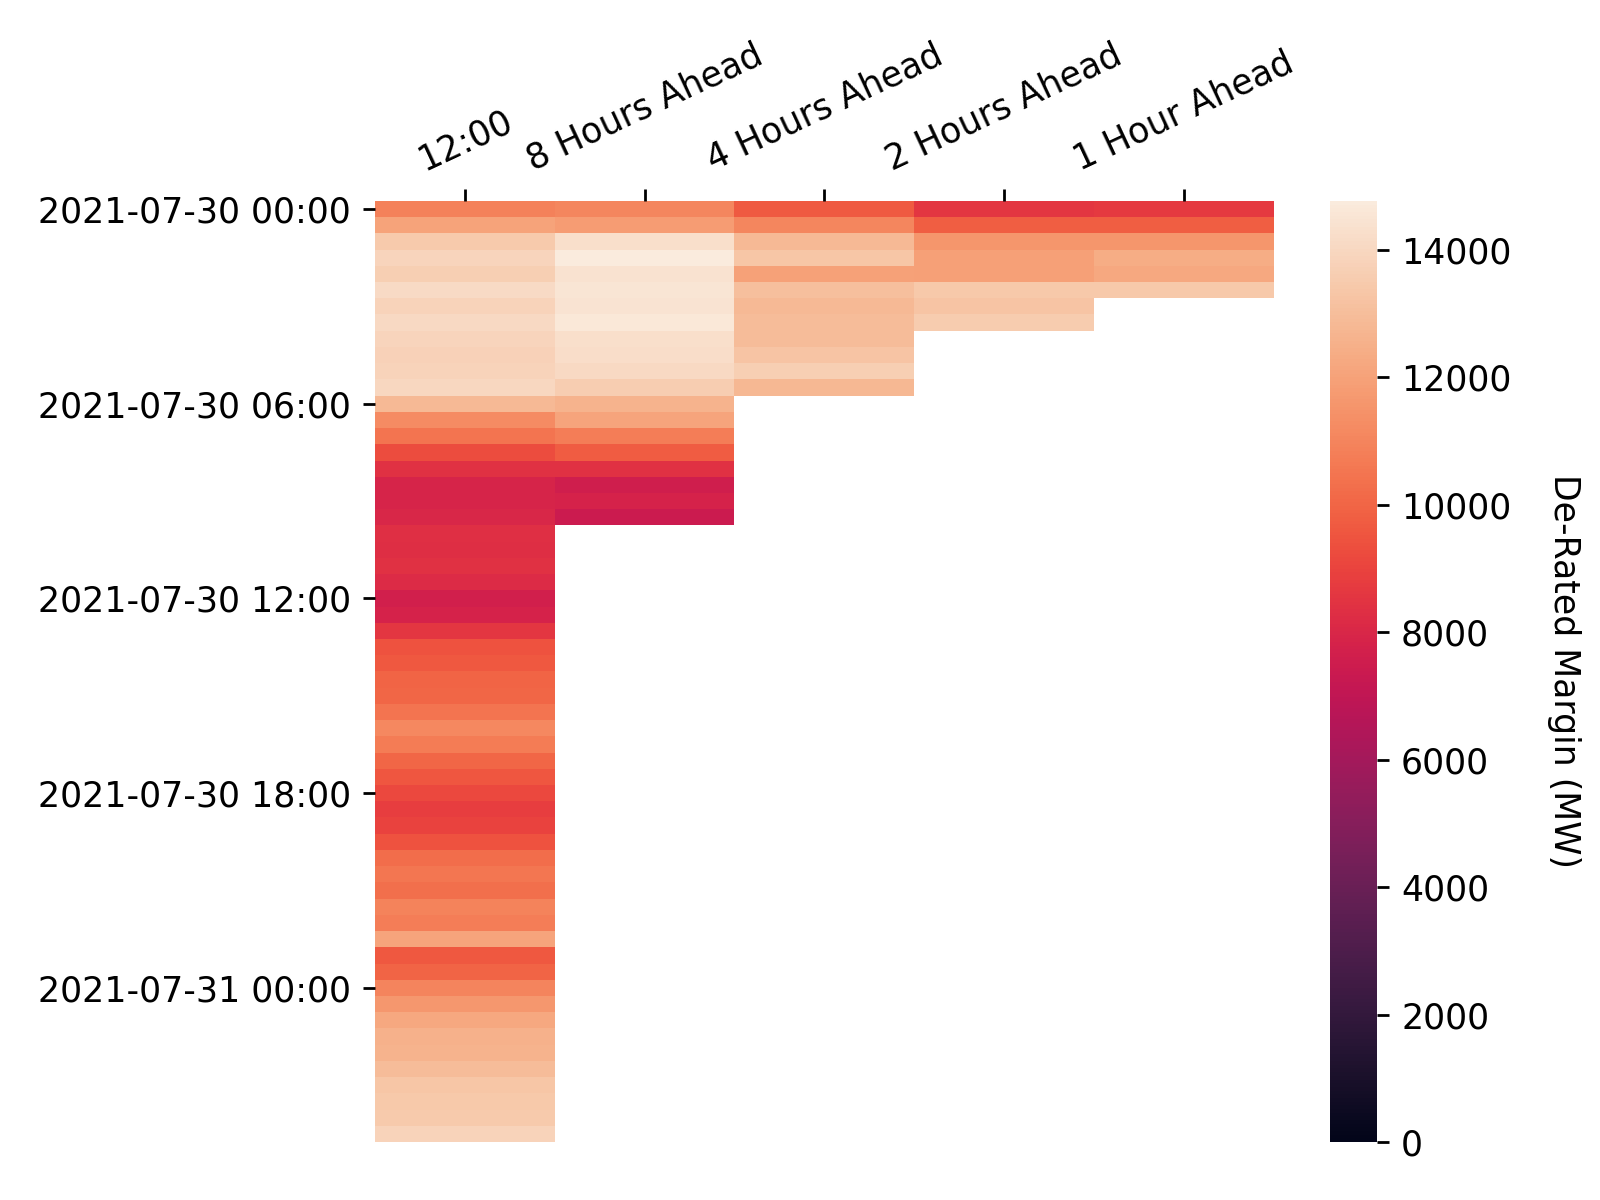 12:00
8 Hours Ahead
4 Hours Ahead
2 Hours Ahead
1 Hour Ahead
2021-07-30 00:00
2021-07-30 06:00
2021-07-30 12:00
2021-07-30 18:00
2021-07-31 00:00
14000
12000
10000
8000
6000
4000
2000
0
De-Rated Margin (MW)